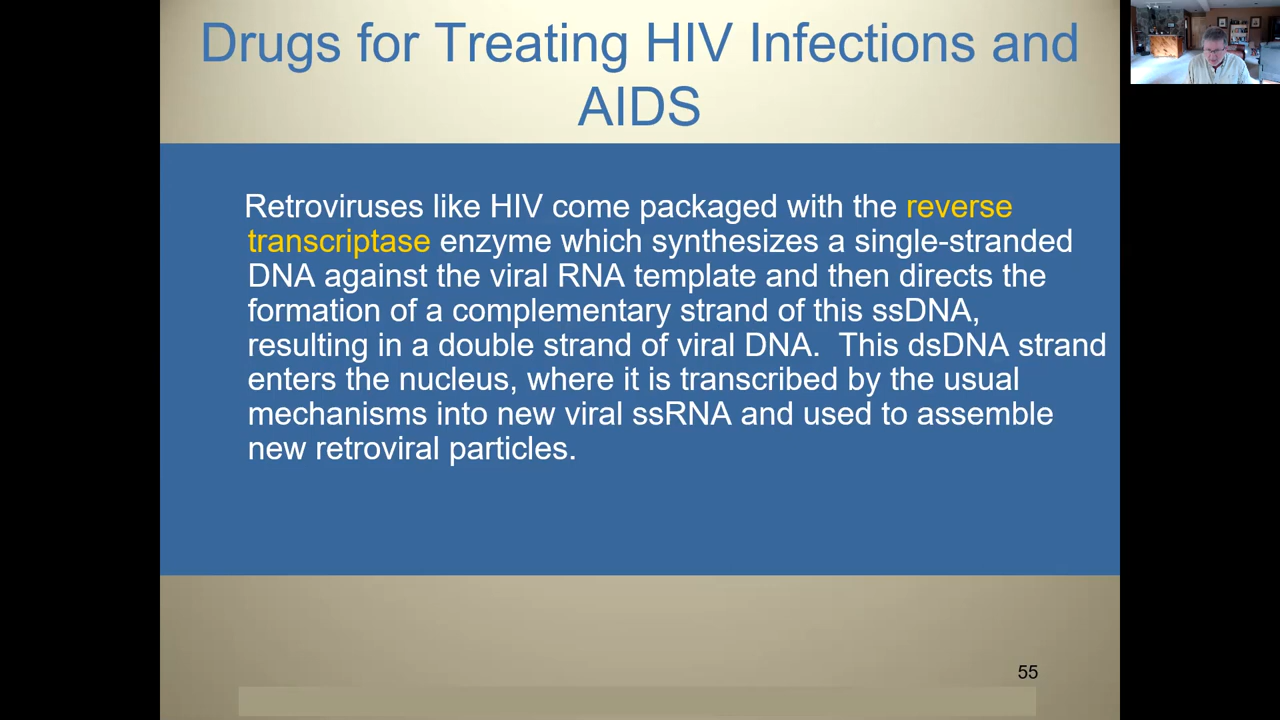 Drugs for Treating HIV Infections and
AIDS
Retroviruses like HIV come packaged with the reverse
transcriptase enzyme which synthesizes a single-stranded
DNA against the viral RNA template and then directs the
formation of a complementary strand of this ssDNA,
resulting in a double strand of viral DNA.  This dsDNA strand
enters the nucleus, where it is transcribed by the usual
mechanisms into new viral ssRNA and used to assemble
new retroviral particles.
55